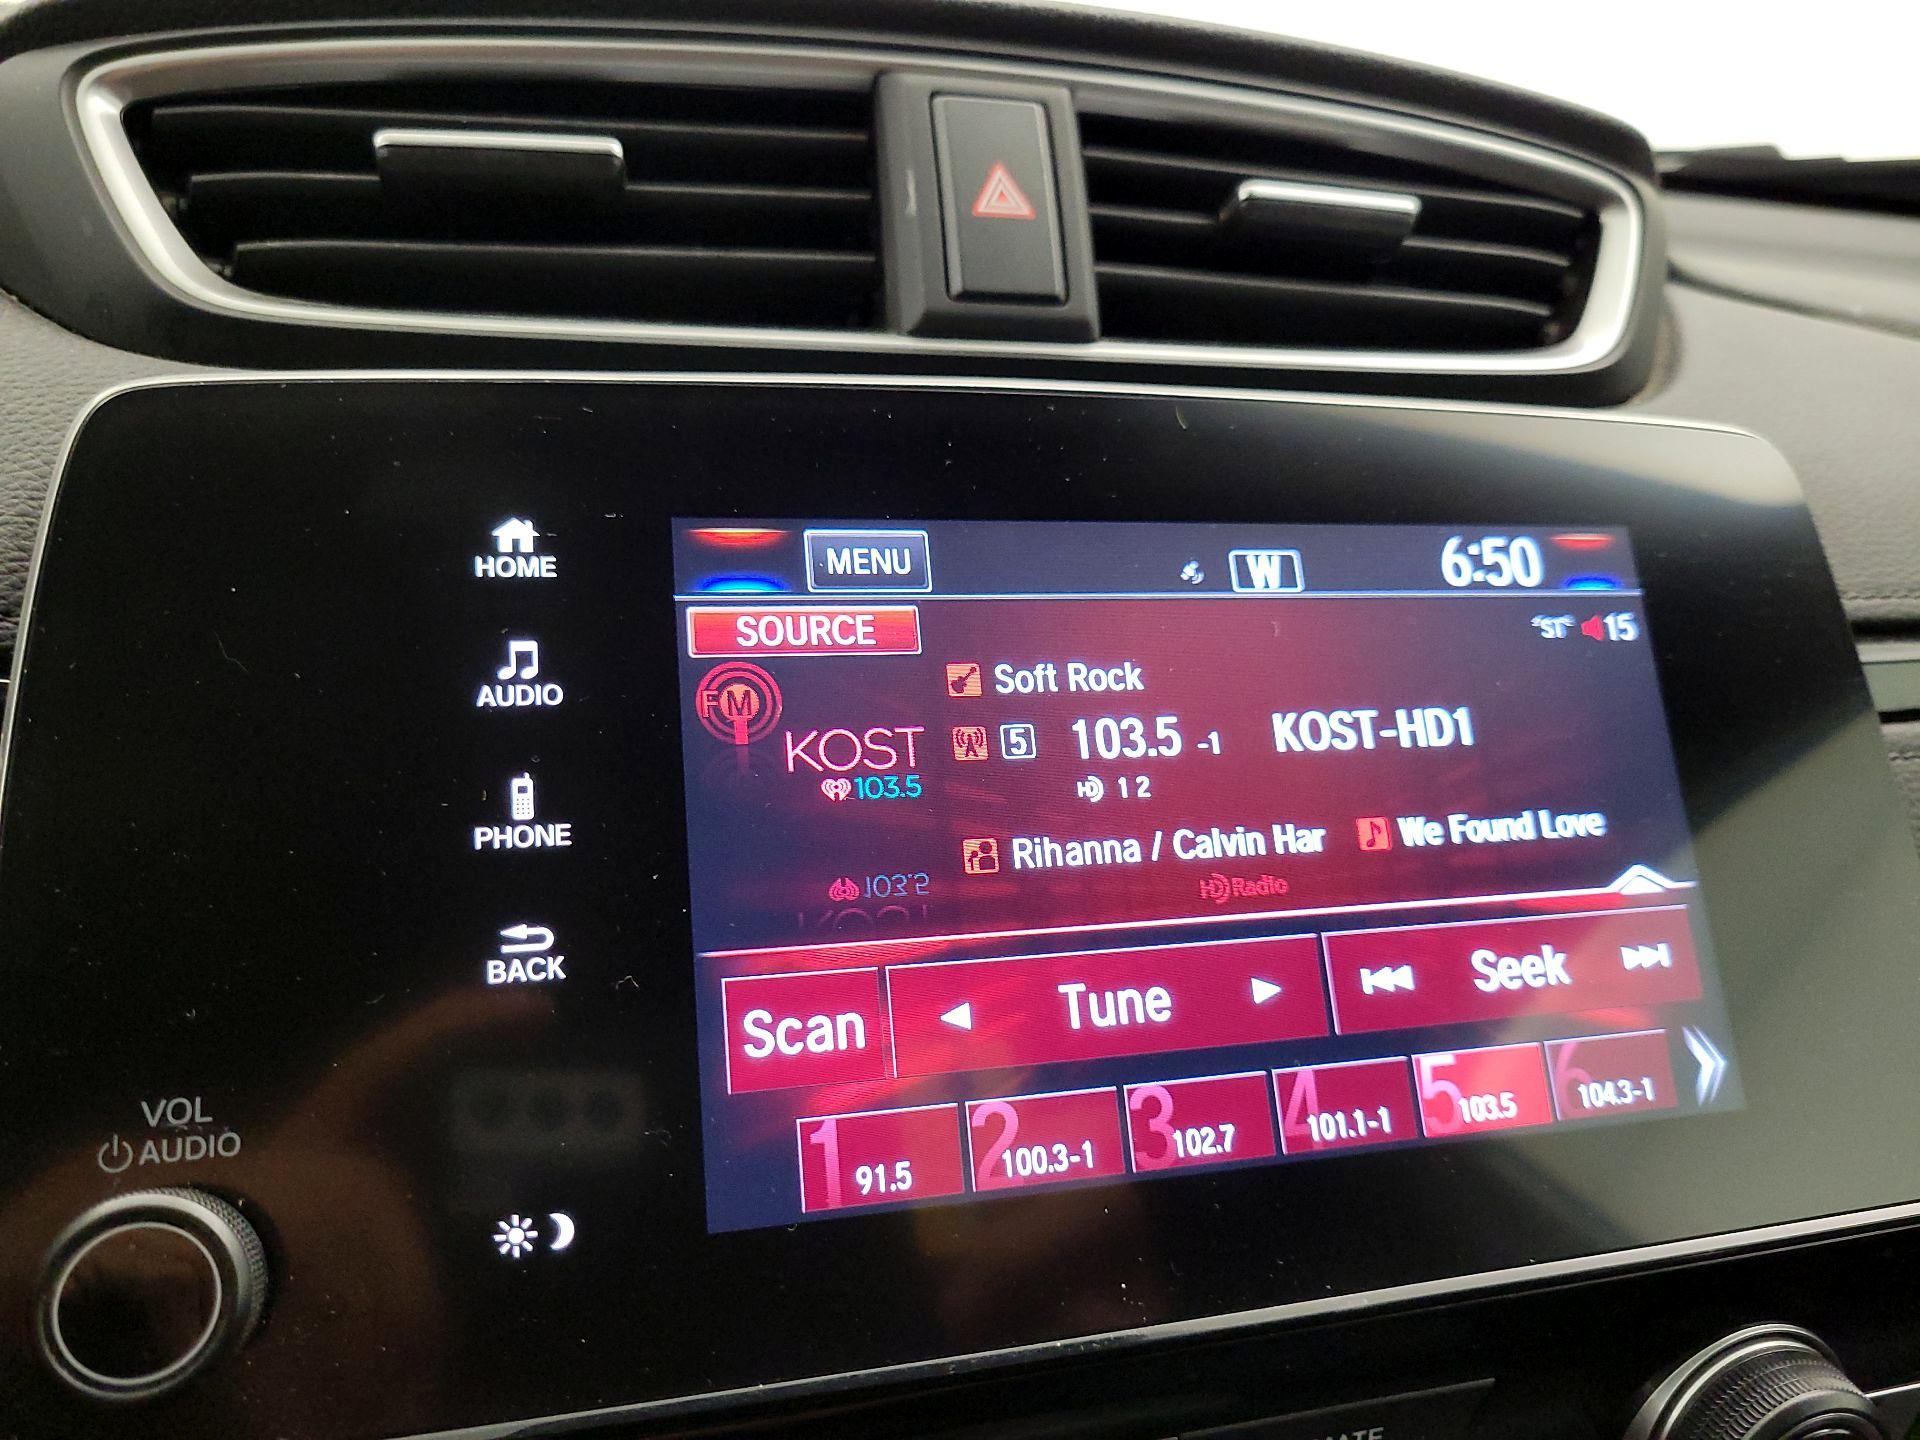 HOME
AUDIO
PHONE
BACK
VOL
AUDIO
MENU
W
6:50
SOURCE
"ST" 15
FM
KOST
103.5
Soft Rock
5 103.5 -1 KOST-HD1
HD 1 2
Rihanna / Calvin Har
We Found Love
HD Radio
Scan
Tune
Seek
1 91.5
2 100.3-1
3 102.7
4 101.1-1
5 103.5
6 104.3-1